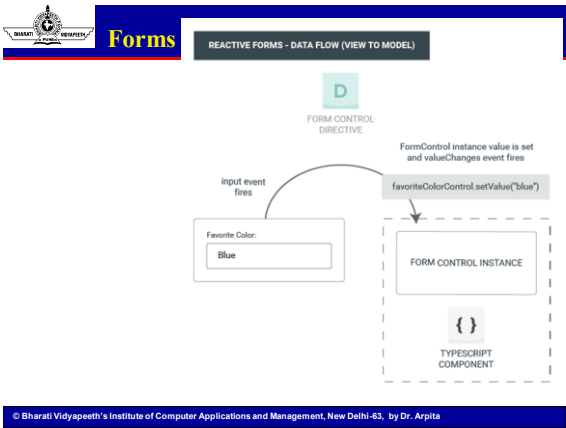 BHARATI
VIDYAPEETH
PUNE
Forms
REACTIVE FORMS - DATA FLOW (VIEW TO MODEL)
D
FORM CONTROL
DIRECTIVE
FormControl instance value is set
and valueChanges event fires
input event
fires
favoriteColorControl.setValue("blue")
Favorite Color:
Blue
FORM CONTROL INSTANCE
{ }
TYPESCRIPT
COMPONENT
© Bharati Vidyapeeth's Institute of Computer Applications and Management, New Delhi-63, by Dr. Arpita